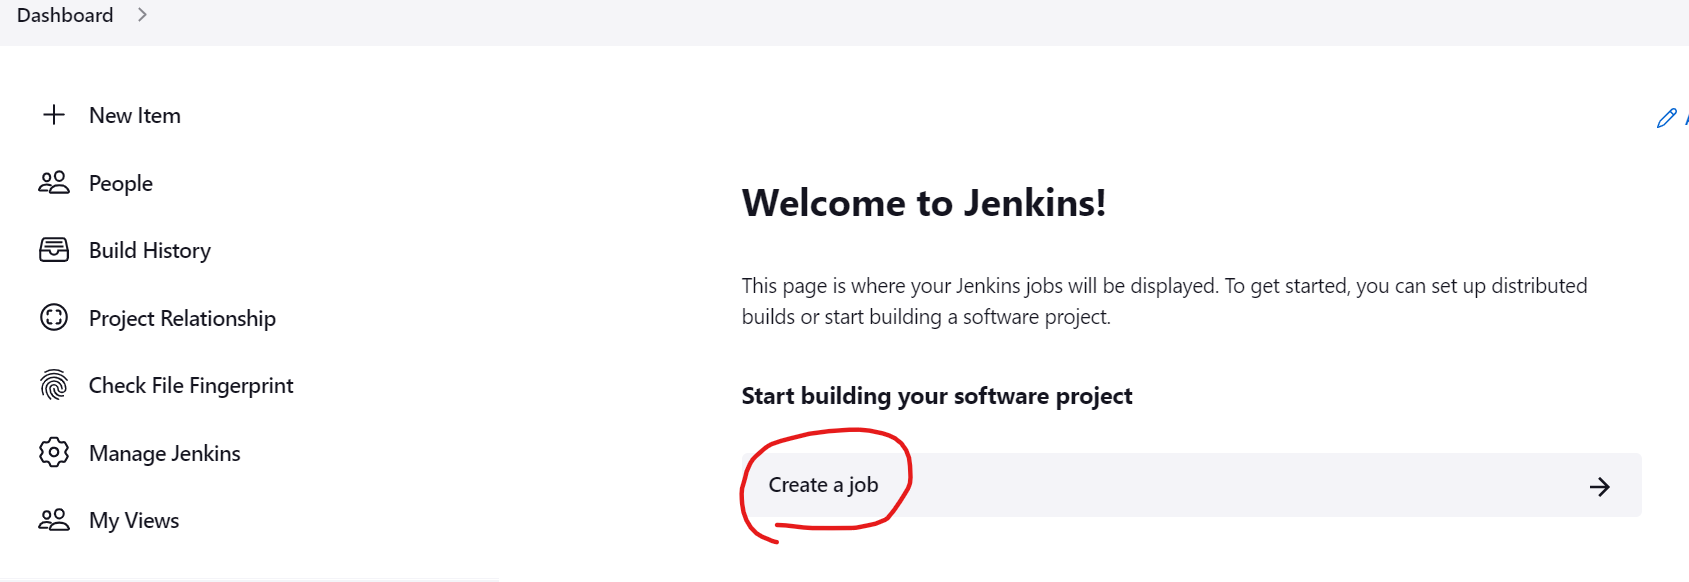 Dashboard
New Item
People
Build History
Project Relationship
Check File Fingerprint
Manage Jenkins
My Views
Welcome to Jenkins!
This page is where your Jenkins jobs will be displayed. To get started, you can set up distributed
builds or start building a software project.
Start building your software project
Create a job